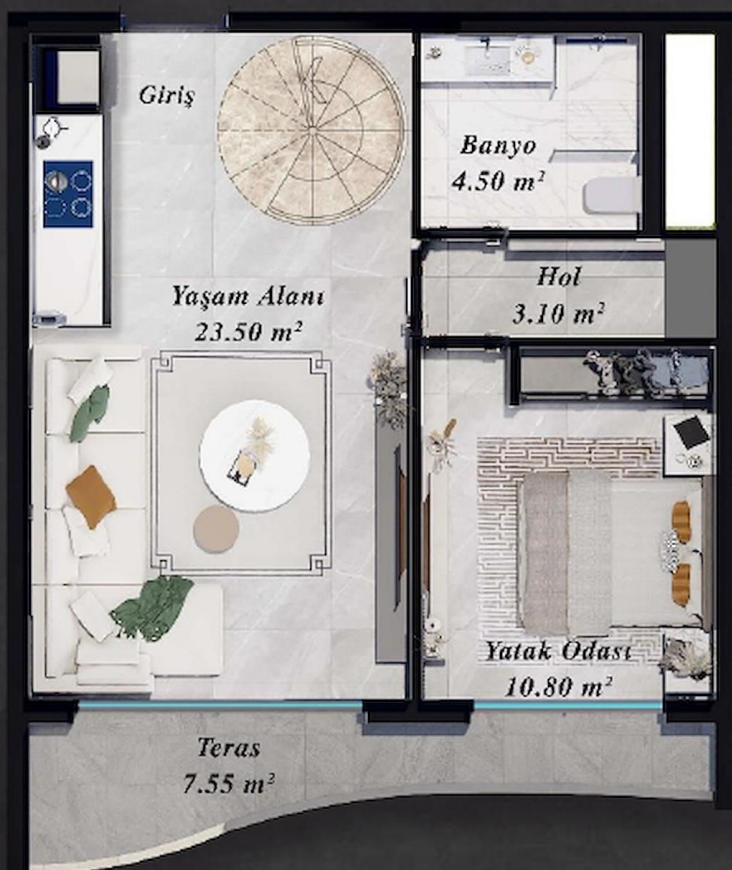 Giriş
Banyo
4.50 m²
Hol
3.10 m²
Yaşam Alanı
23.50 m²
Yatak Odası
10.80 m²
Teras
7.55 m²